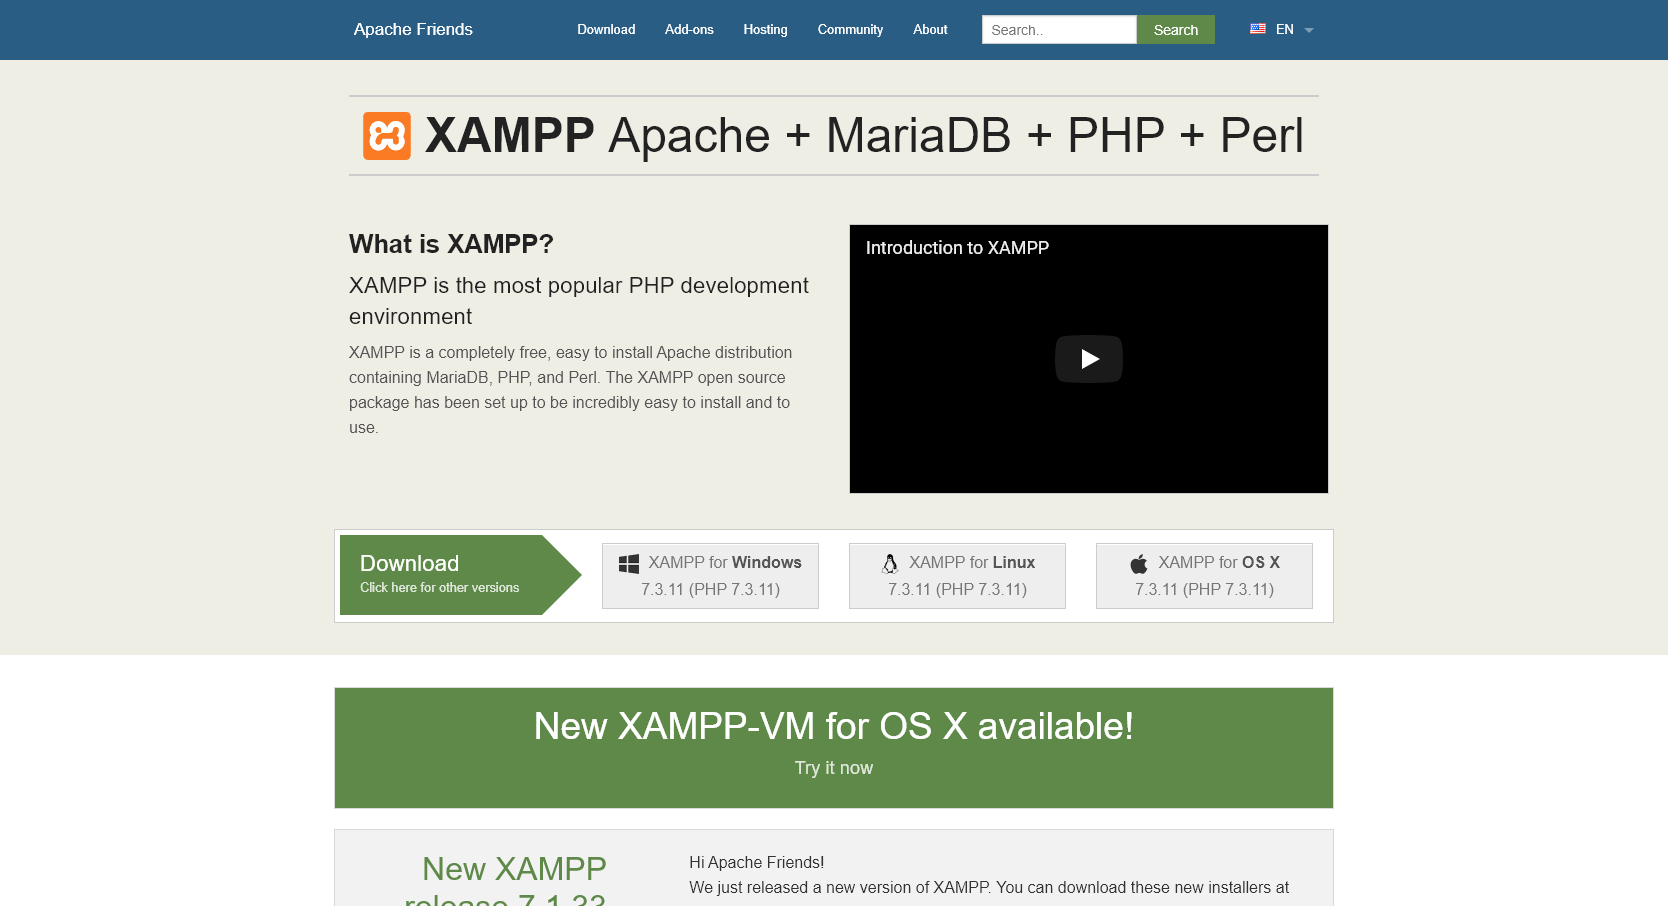 Apache Friends
Download
Add-ons
Hosting
Community
About
Search..
Search
EN
XAMPP Apache + MariaDB + PHP + Perl
What is XAMPP?
XAMPP is the most popular PHP development
environment
XAMPP is a completely free, easy to install Apache distribution
containing MariaDB, PHP, and Perl. The XAMPP open source
package has been set up to be incredibly easy to install and to
use.
Introduction to XAMPP
Download
Click here for other versions
XAMPP for Windows
7.3.11 (PHP 7.3.11)
XAMPP for Linux
7.3.11 (PHP 7.3.11)
XAMPP for OS X
7.3.11 (PHP 7.3.11)
New XAMPP-VM for OS X available!
Try it now
New XAMPP
release 7.1.33
Hi Apache Friends!
We just released a new version of XAMPP. You can download these new installers at